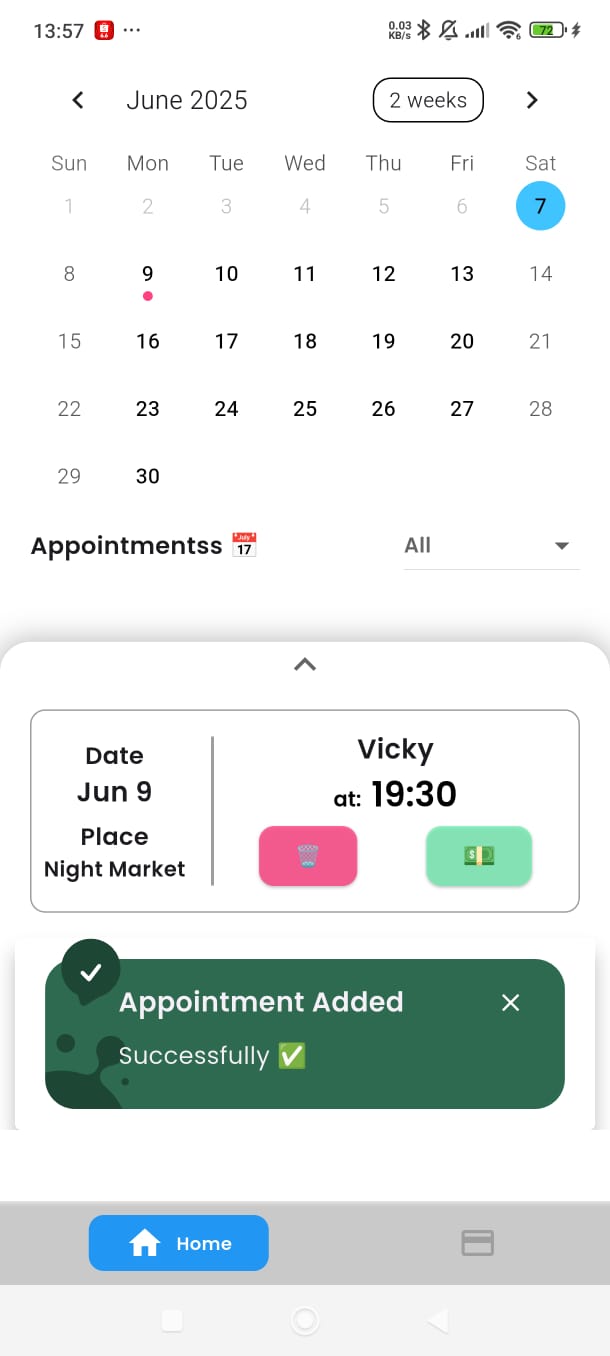 13:57 ... 0.03 KB/s 6 72
June 2025 2 weeks
Sun Mon Tue Wed Thu Fri Sat
1 2 3 4 5 6 7
8 9 10 11 12 13 14
15 16 17 18 19 20 21
22 23 24 25 26 27 28
29 30
Appointmentss 📅 All
Date
Jun 9
Place
Night Market
Vicky
at: 19:30
🗑️ 💵
Appointment Added
Successfully ✅
Home